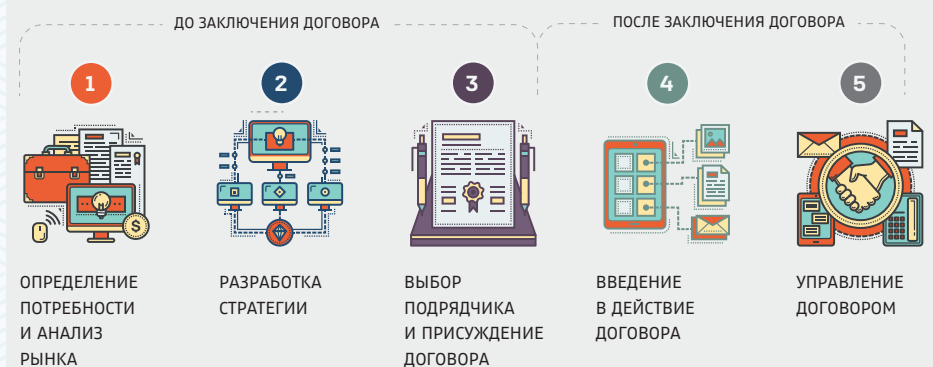 ДО ЗАКЛЮЧЕНИЯ ДОГОВОРА
ПОСЛЕ ЗАКЛЮЧЕНИЯ ДОГОВОРА
1
2
3
4
5
$
ОПРЕДЕЛЕНИЕ
ПОТРЕБНОСТИ
И АНАЛИЗ
РЫНКА
РАЗРАБОТКА
СТРАТЕГИИ
ВЫБОР
ПОДРЯДЧИКА
И ПРИСУЖДЕНИЕ
ДОГОВОРА
ВВЕДЕНИЕ
В ДЕЙСТВИЕ
ДОГОВОРА
УПРАВЛЕНИЕ
ДОГОВОРОМ